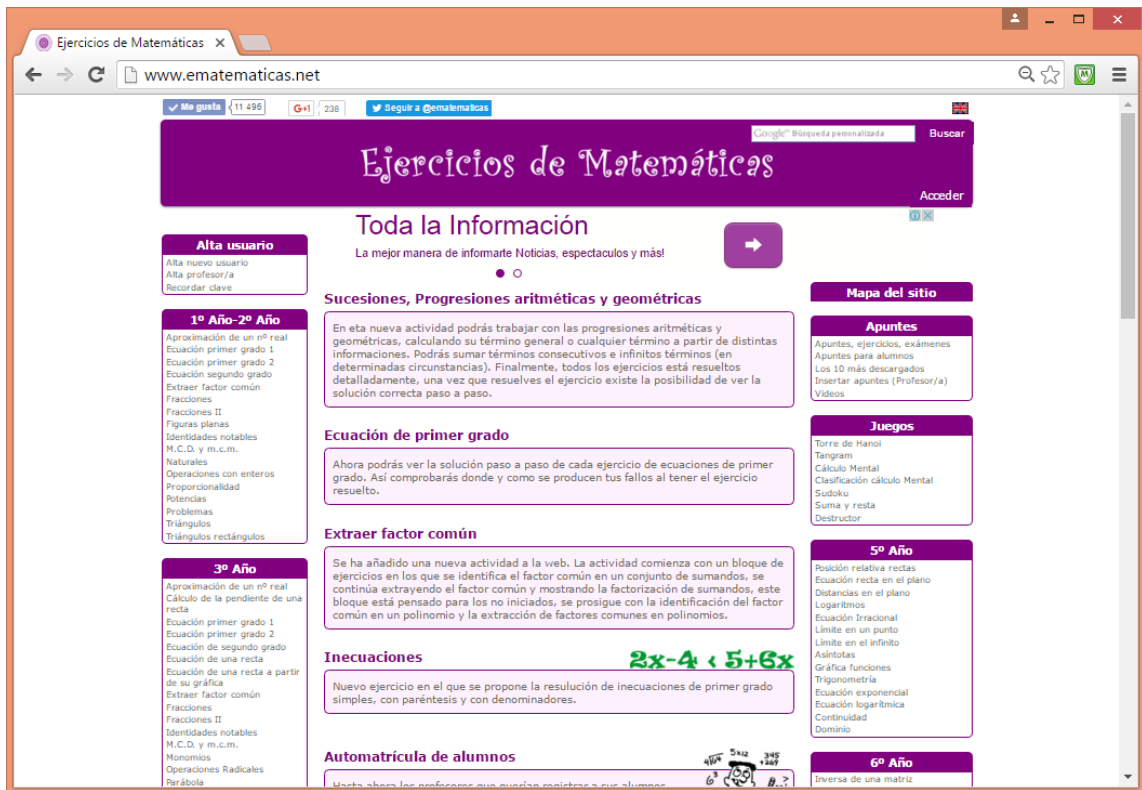 Ejercicios de Matemáticas
www.ematematicas.net
Me gusta 11 496 G+1 238 Seguir a @ematematicas
Google™ Búsqueda personalizada Buscar
Ejercicios de Matemáticas
Acceder
Toda la Información
La mejor manera de informarte Noticias, espectaculos y más!
Alta usuario
Alta nuevo usuario
Alta profesor/a
Recordar clave
1º Año-2º Año
Aproximación de un nº real
Ecuación primer grado 1
Ecuación primer grado 2
Ecuación segundo grado
Extraer factor común
Fracciones
Fracciones II
Figuras planas
Identidades notables
M.C.D. y m.c.m.
Naturales
Operaciones con enteros
Proporcionalidad
Potencias
Problemas
Triángulos
Triángulos rectángulos
3º Año
Aproximación de un nº real
Cálculo de la pendiente de una
recta
Ecuación primer grado 1
Ecuación primer grado 2
Ecuación de segundo grado
Ecuación de una recta
Ecuación de una recta a partir
de su gráfica
Extraer factor común
Fracciones
Fracciones II
Identidades notables
M.C.D. y m.c.m.
Monomios
Operaciones Radicales
Parábola
Sucesiones, Progresiones aritméticas y geométricas
En eta nueva actividad podrás trabajar con las progresiones aritméticas y
geométricas, calculando su término general o cualquier término a partir de distintas
informaciones. Podrás sumar términos consecutivos e infinitos términos (en
determinadas circunstancias). Finalmente, todos los ejercicios está resueltos
detalladamente, una vez que resuelves el ejercicio existe la posibilidad de ver la
solución correcta paso a paso.
Ecuación de primer grado
Ahora podrás ver la solución paso a paso de cada ejercicio de ecuaciones de primer
grado. Así comprobarás donde y como se producen tus fallos al tener el ejercicio
resuelto.
Extraer factor común
Se ha añadido una nueva actividad a la web. La actividad comienza con un bloque de
ejercicios en los que se identifica el factor común en un conjunto de sumandos, se
continúa extrayendo el factor común y mostrando la factorización de sumandos, este
bloque está pensado para los no iniciados, se prosigue con la identificación del factor
común en un polinomio y la extracción de factores comunes en polinomios.
Inecuaciones
2x-4 < 5+6x
Nuevo ejercicio en el que se propone la resulución de inecuaciones de primer grado
simples, con paréntesis y con denominadores.
Automatrícula de alumnos
5x12
345
+269
Hasta ahora los profesores que querían registrar a sus alumnos
Mapa del sitio
Apuntes
Apuntes, ejercicios, exámenes
Apuntes para alumnos
Los 10 más descargados
Insertar apuntes (Profesor/a)
Videos
Juegos
Torre de Hanoi
Tangram
Cálculo Mental
Clasificación cálculo Mental
Sudoku
Suma y resta
Destructor
5º Año
Posición relativa rectas
Ecuación recta en el plano
Distancias en el plano
Logaritmos
Ecuación Irracional
Límite en un punto
Límite en el infinito
Asíntotas
Gráfica funciones
Trigonometría
Ecuación exponencial
Ecuación logarítmica
Continuidad
Dominio
6º Año
Inversa de una matriz